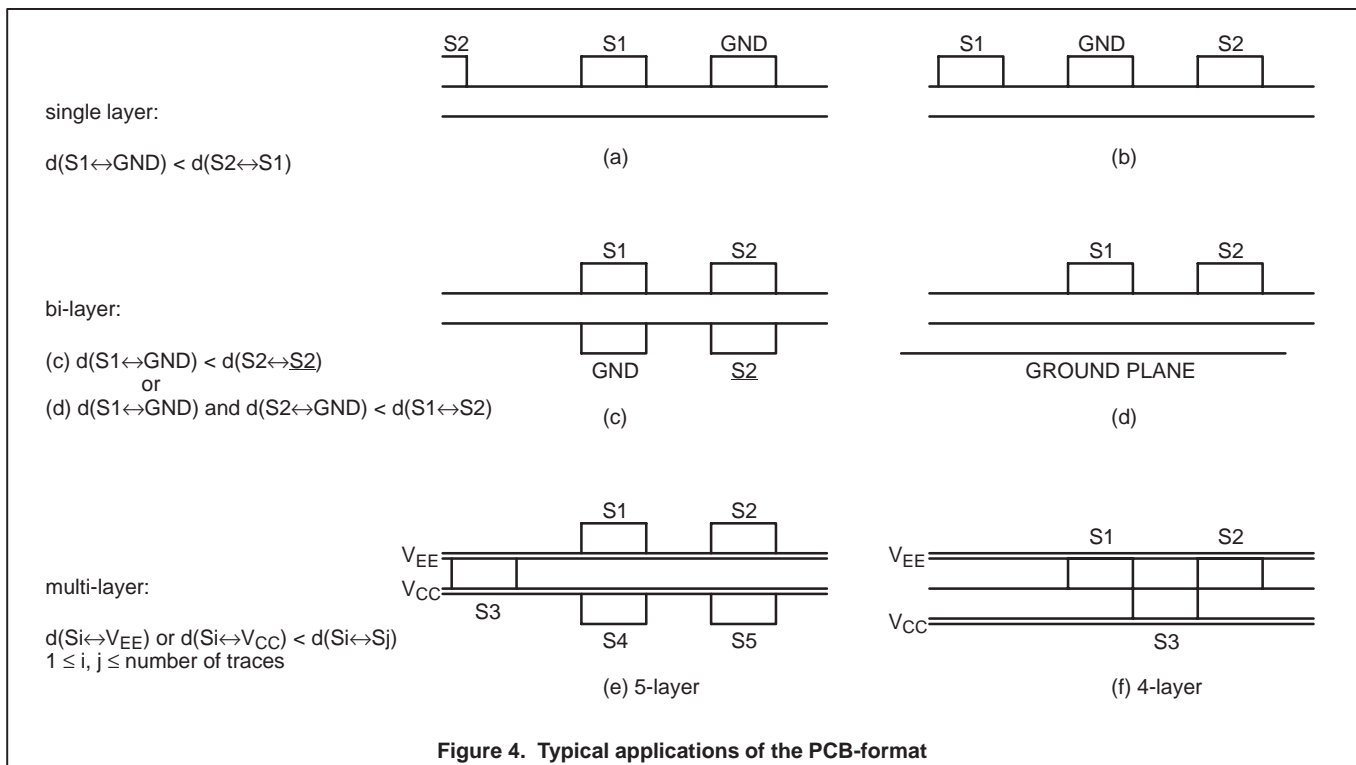 S2 S1 GND
S1 GND S2
single layer:
d(S1↔GND) < d(S2↔S1)
(a)
(b)
S1 S2
S1 S2
bi-layer:
(c) d(S1↔GND) < d(S2↔S2)
or
(d) d(S1↔GND) and d(S2↔GND) < d(S1↔S2)
GND S2
GROUND PLANE
(c)
(d)
S1 S2
VEE
VCC
S3
S4 S5
S1 S2
VEE
VCC
S3
multi-layer:
d(Si↔VEE) or d(Si↔VCC) < d(Si↔Sj)
1 ≤ i, j ≤ number of traces
(e) 5-layer
(f) 4-layer
Figure 4. Typical applications of the PCB-format